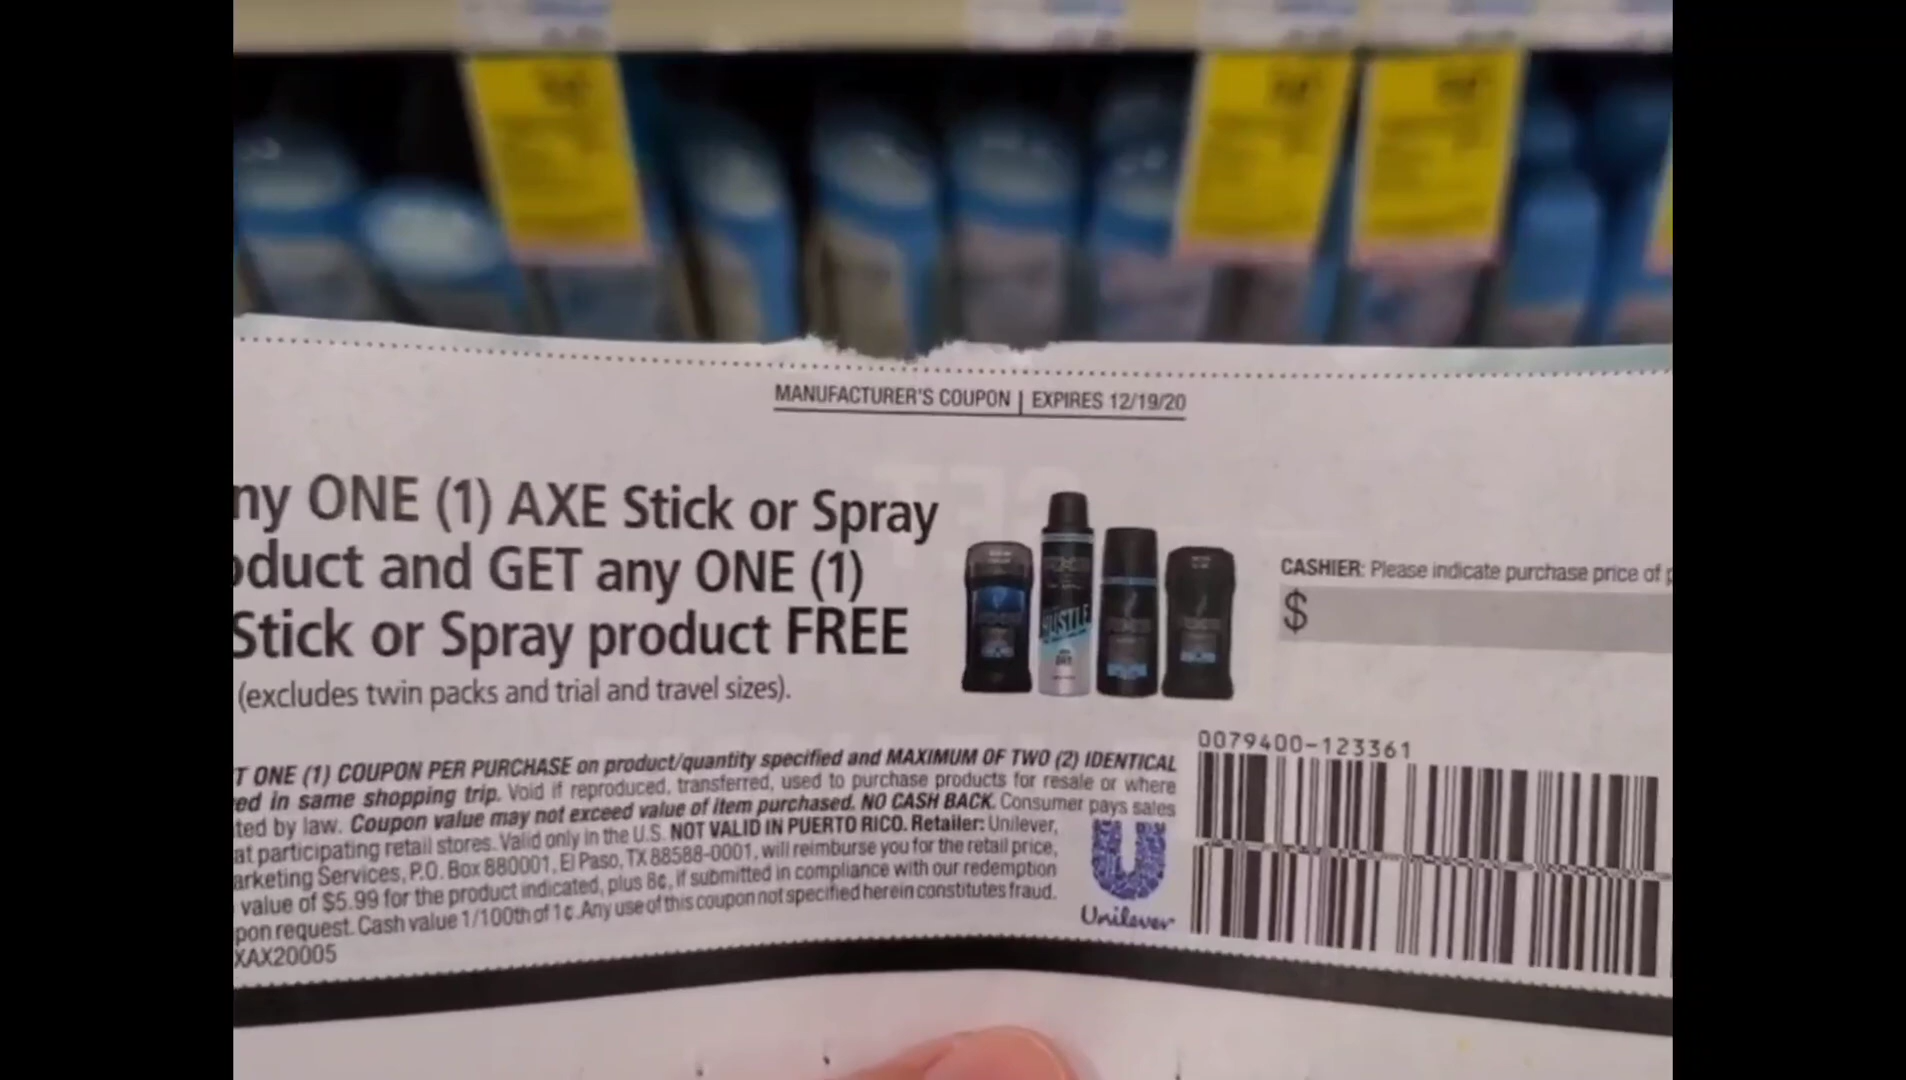 MANUFACTURER'S COUPON | EXPIRES 12/19/20
ny ONE (1) AXE Stick or Spray
oduct and GET any ONE (1)
Stick or Spray product FREE
(excludes twin packs and trial and travel sizes).
HUSTLE
DRY
CASHIER: Please indicate purchase price of p
$
T ONE (1) COUPON PER PURCHASE on product/quantity specified and MAXIMUM OF TWO (2) IDENTICAL
ed in same shopping trip. Void if reproduced, transferred, used to purchase products for resale or where
ted by law. Coupon value may not exceed value of item purchased. NO CASH BACK. Consumer pays sales
at participating retail stores. Valid only in the U.S. NOT VALID IN PUERTO RICO. Retailer: Unilever,
arketing Services, P.O. Box 880001, El Paso, TX 88588-0001, will reimburse you for the retail price,
value of $5.99 for the product indicated, plus 8¢, if submitted in compliance with our redemption
pon request. Cash value 1/100th of 1¢. Any use of this coupon not specified herein constitutes fraud.
XAX20005
Unilever
0079400-123361